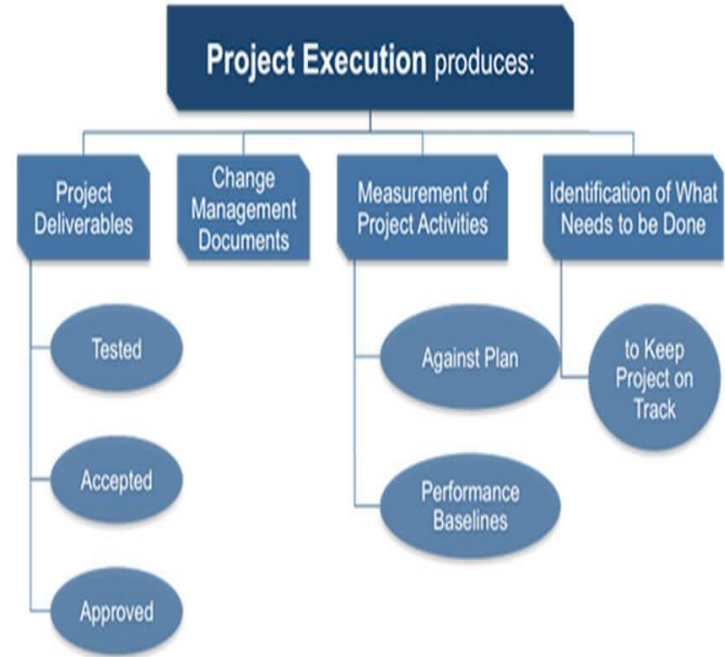 Project Execution produces:
Project
Deliverables
Change
Management
Documents
Measurement of
Project Activities
Identification of What
Needs to be Done
Tested
Accepted
Approved
Against Plan
Performance
Baselines
to Keep
Project on
Track